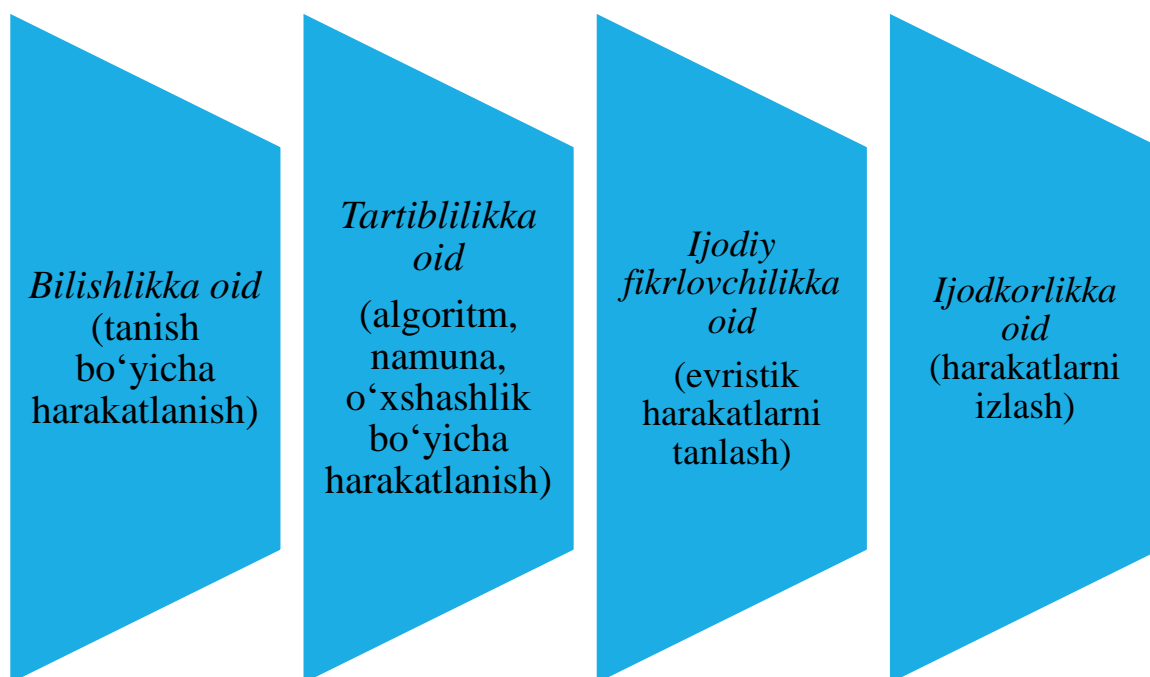 Bilishlikka oid
(tanish
bo‘yicha
harakatlanish)
Tartiblilikka
oid
(algoritm,
namuna,
o‘xshashlik
bo‘yicha
harakatlanish)
Ijodiy
fikrlovchilikka
oid
(evristik
harakatlarni
tanlash)
Ijodkorlikka
oid
(harakatlarni
izlash)